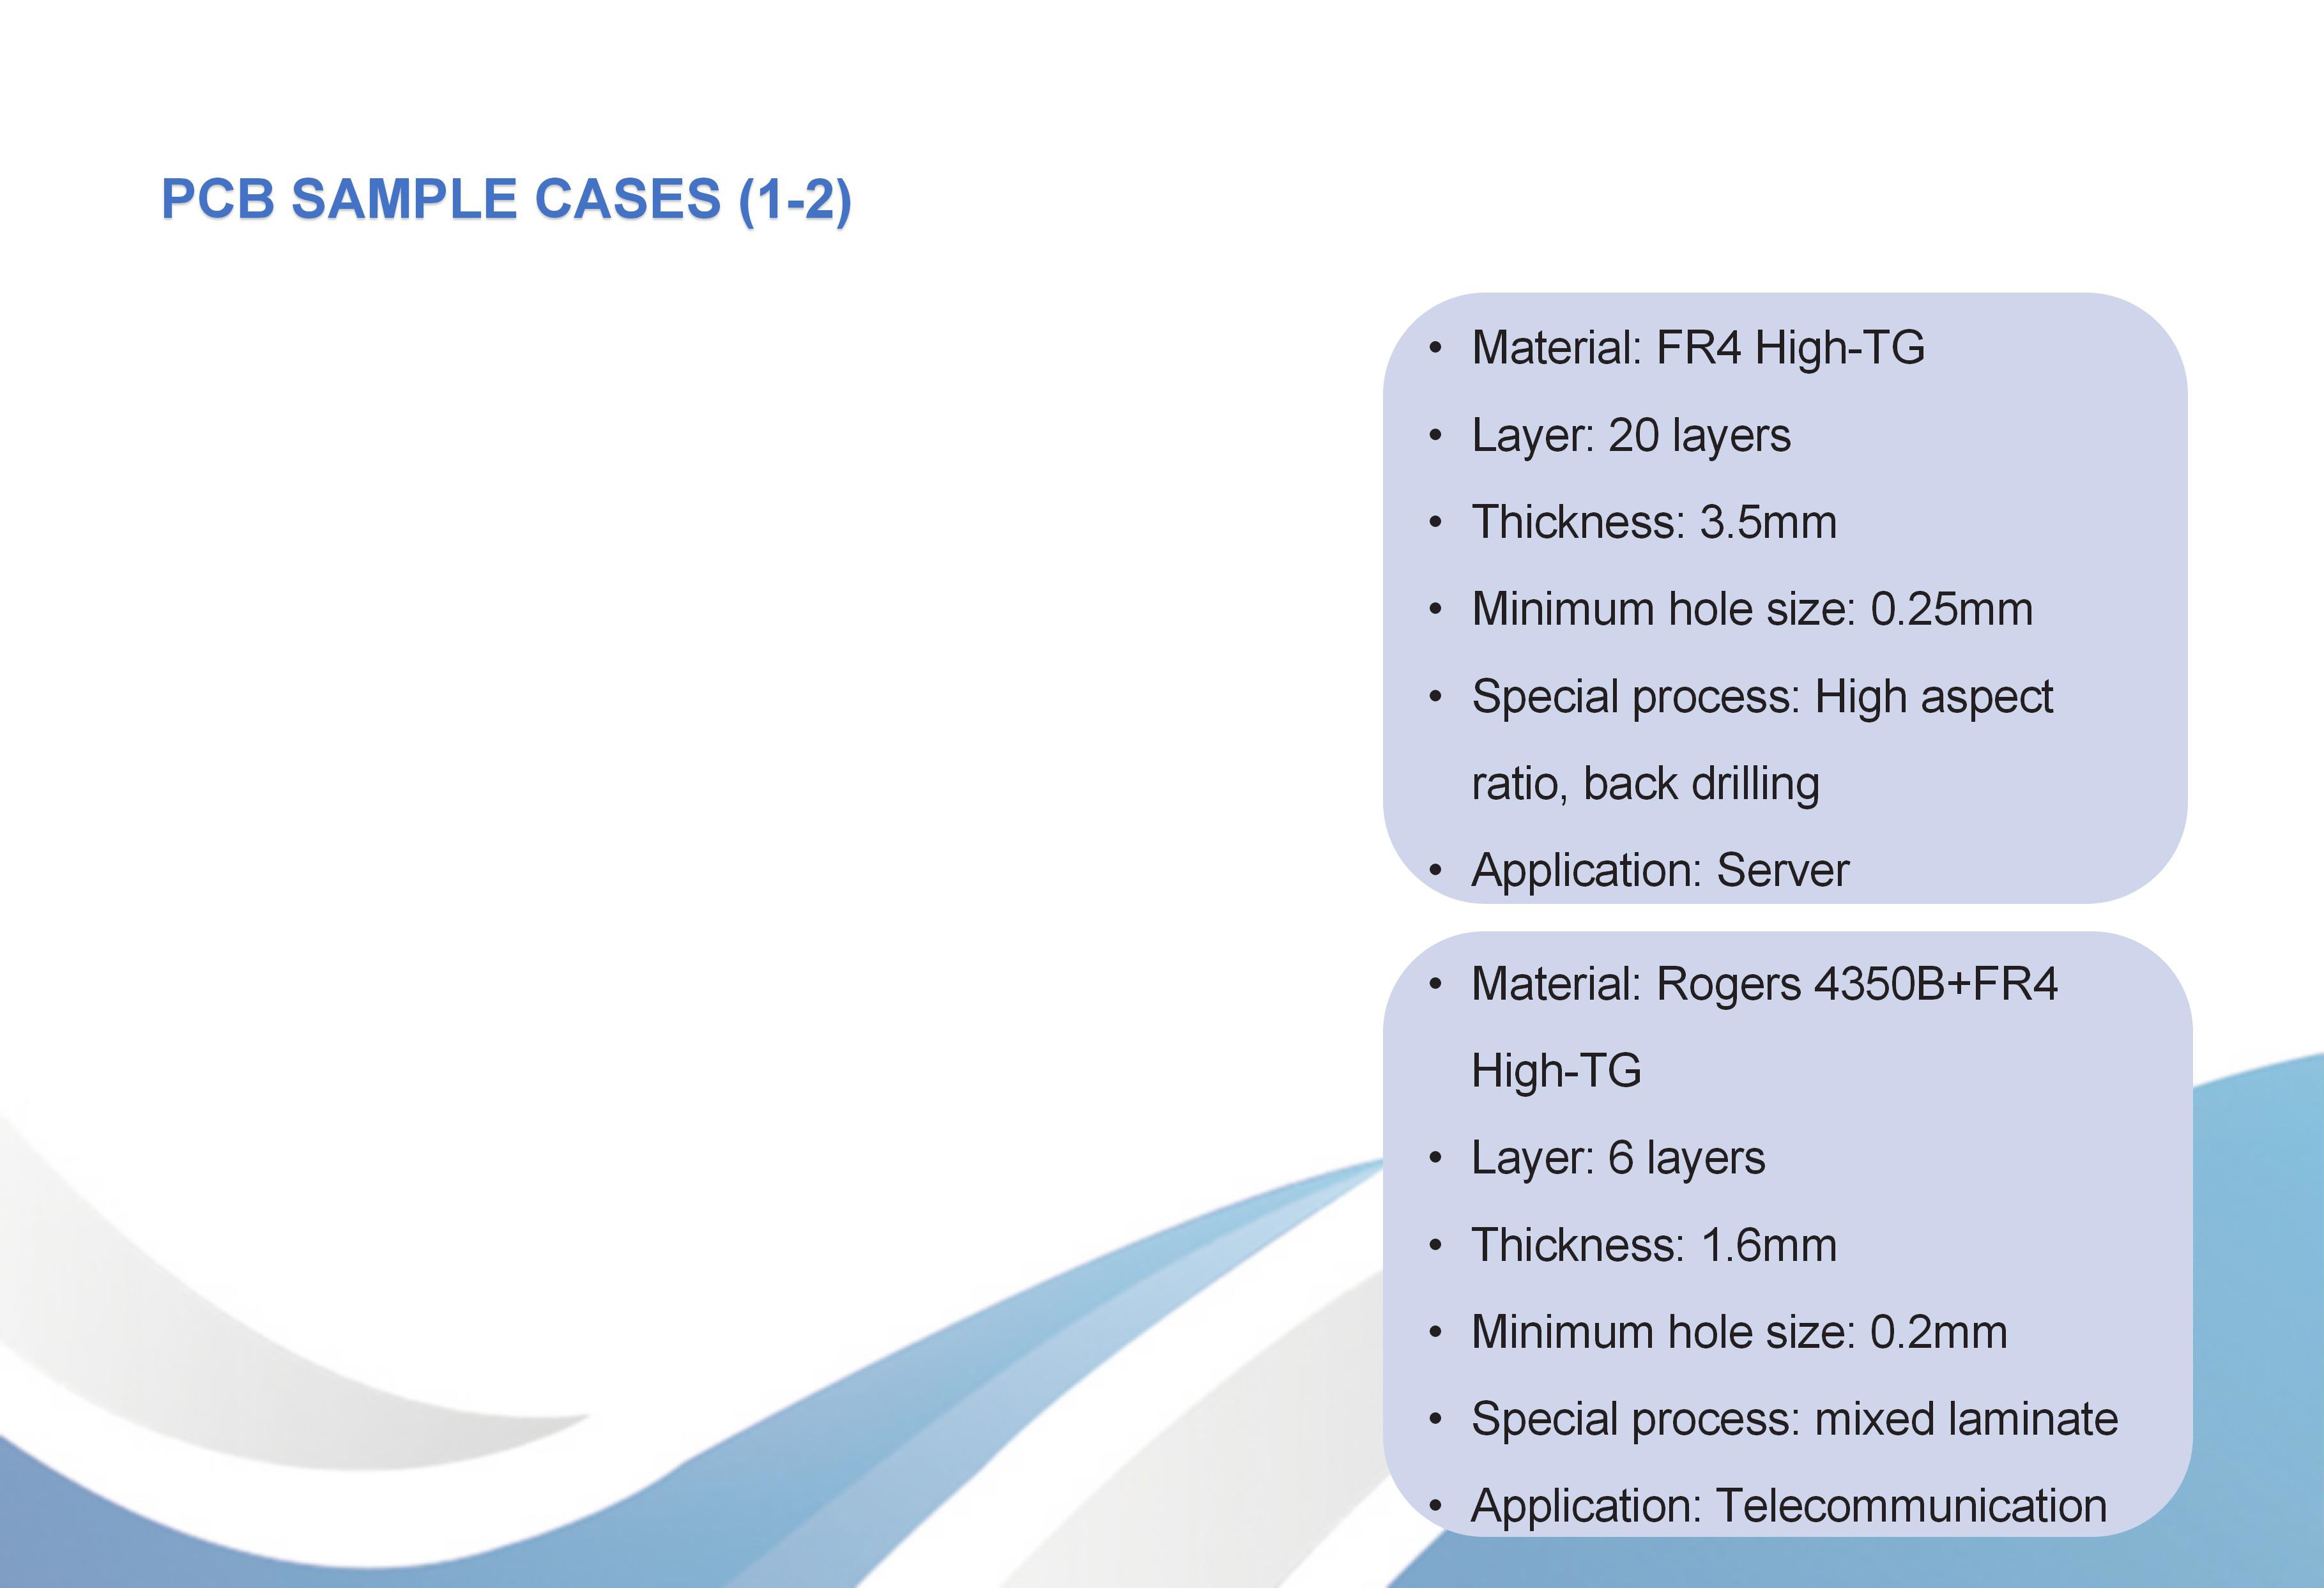 PCB SAMPLE CASES (1-2)
• Material: FR4 High-TG
• Layer: 20 layers
• Thickness: 3.5mm
• Minimum hole size: 0.25mm
• Special process: High aspect
ratio, back drilling
• Application: Server
• Material: Rogers 4350B+FR4
High-TG
• Layer: 6 layers
• Thickness: 1.6mm
• Minimum hole size: 0.2mm
• Special process: mixed laminate
• Application: Telecommunication